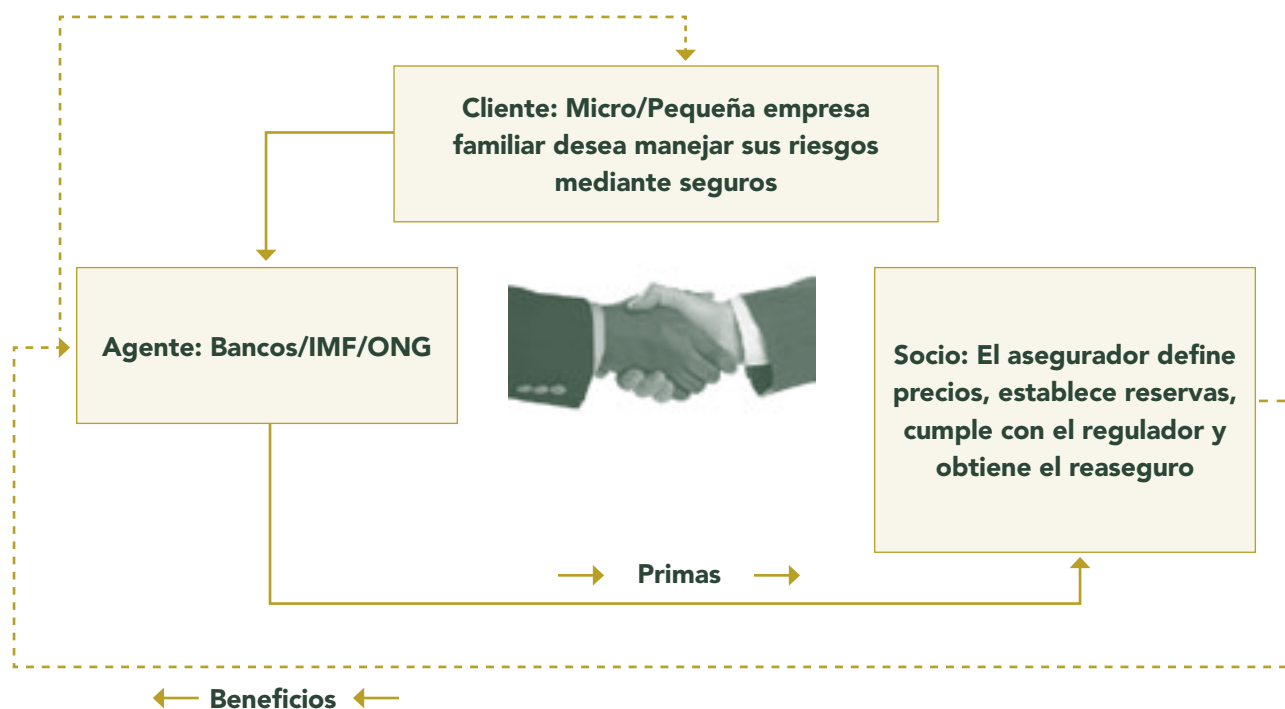 Cliente: Micro/Pequeña empresa
familiar desea manejar sus riesgos
mediante seguros
Agente: Bancos/IMF/ONG
Socio: El asegurador define
precios, establece reservas,
cumple con el regulador y
obtiene el reaseguro
Primas
Beneficios